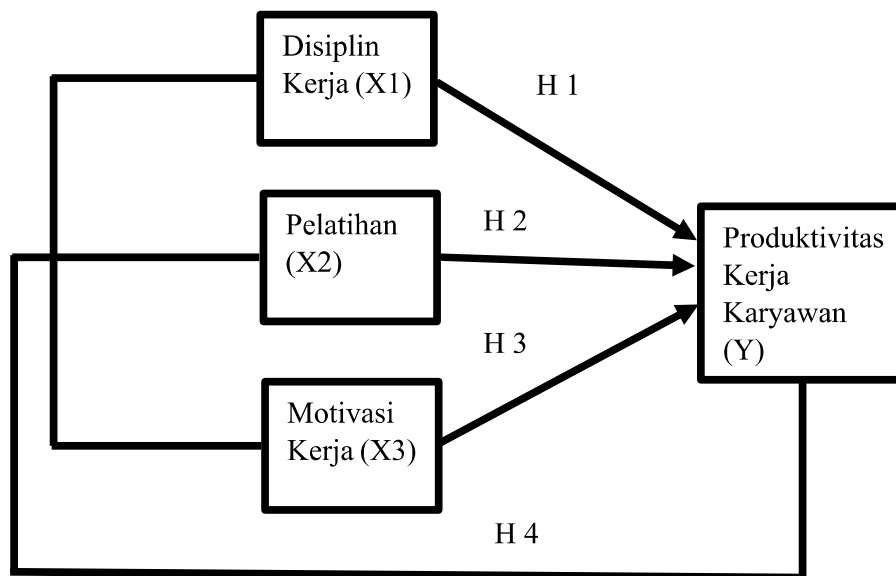 Disiplin
Kerja (X1)
H 1
Pelatihan
(X2)
H 2
Motivasi
Kerja (X3)
H 3
Produktivitas
Kerja
Karyawan
(Y)
H 4